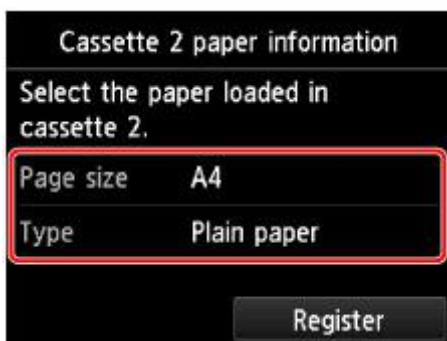 Cassette 2 paper information
Select the paper loaded in
cassette 2.
Page size A4
Type Plain paper
Register